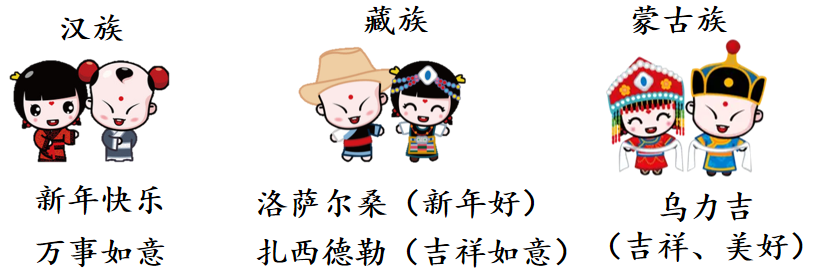 汉族
藏族
蒙古族
新年快乐
万事如意
洛萨尔桑（新年好）
扎西德勒（吉祥如意）
乌力吉
（吉祥、美好）